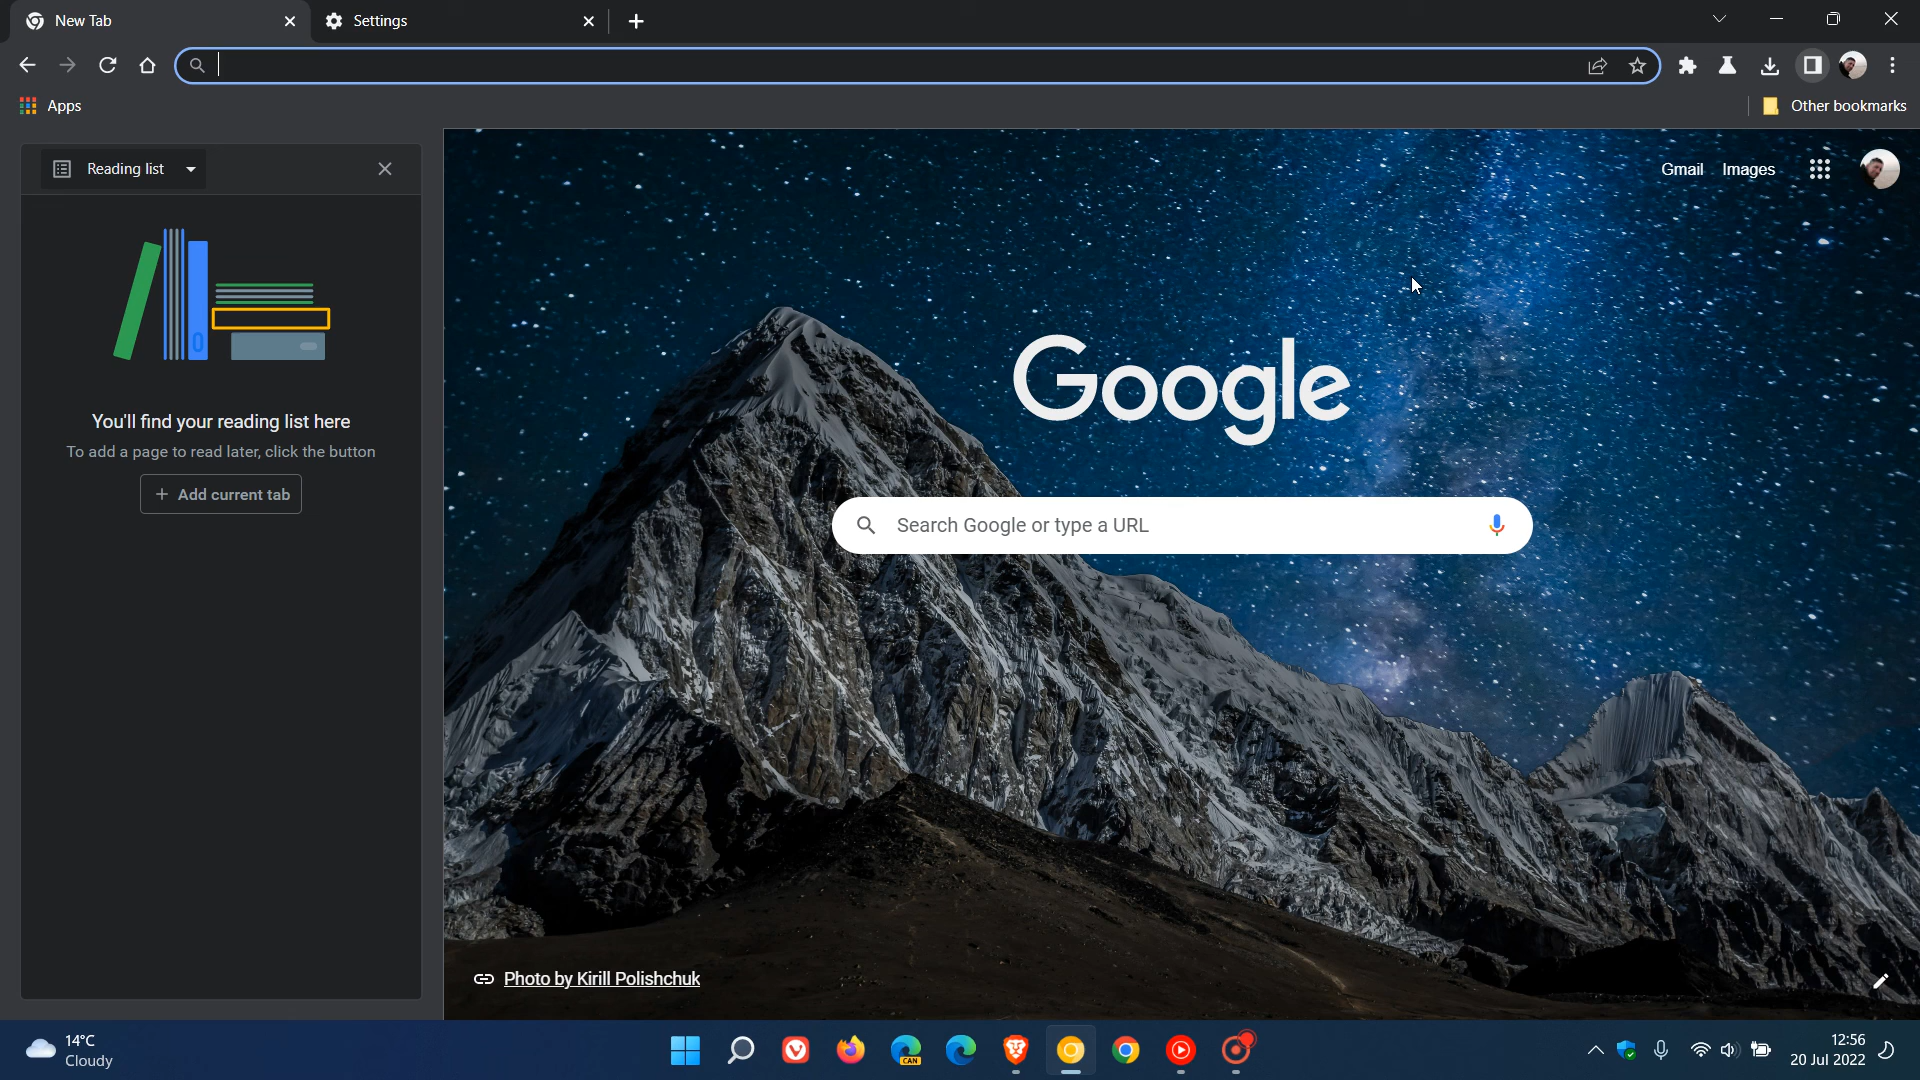 New Tab
Settings
Apps
Other bookmarks
Reading list
Gmail Images
Google
You'll find your reading list here
To add a page to read later, click the button
+ Add current tab
Search Google or type a URL
Photo by Kirill Polishchuk
14°C
Cloudy
CAN
12:56
20 Jul 2022